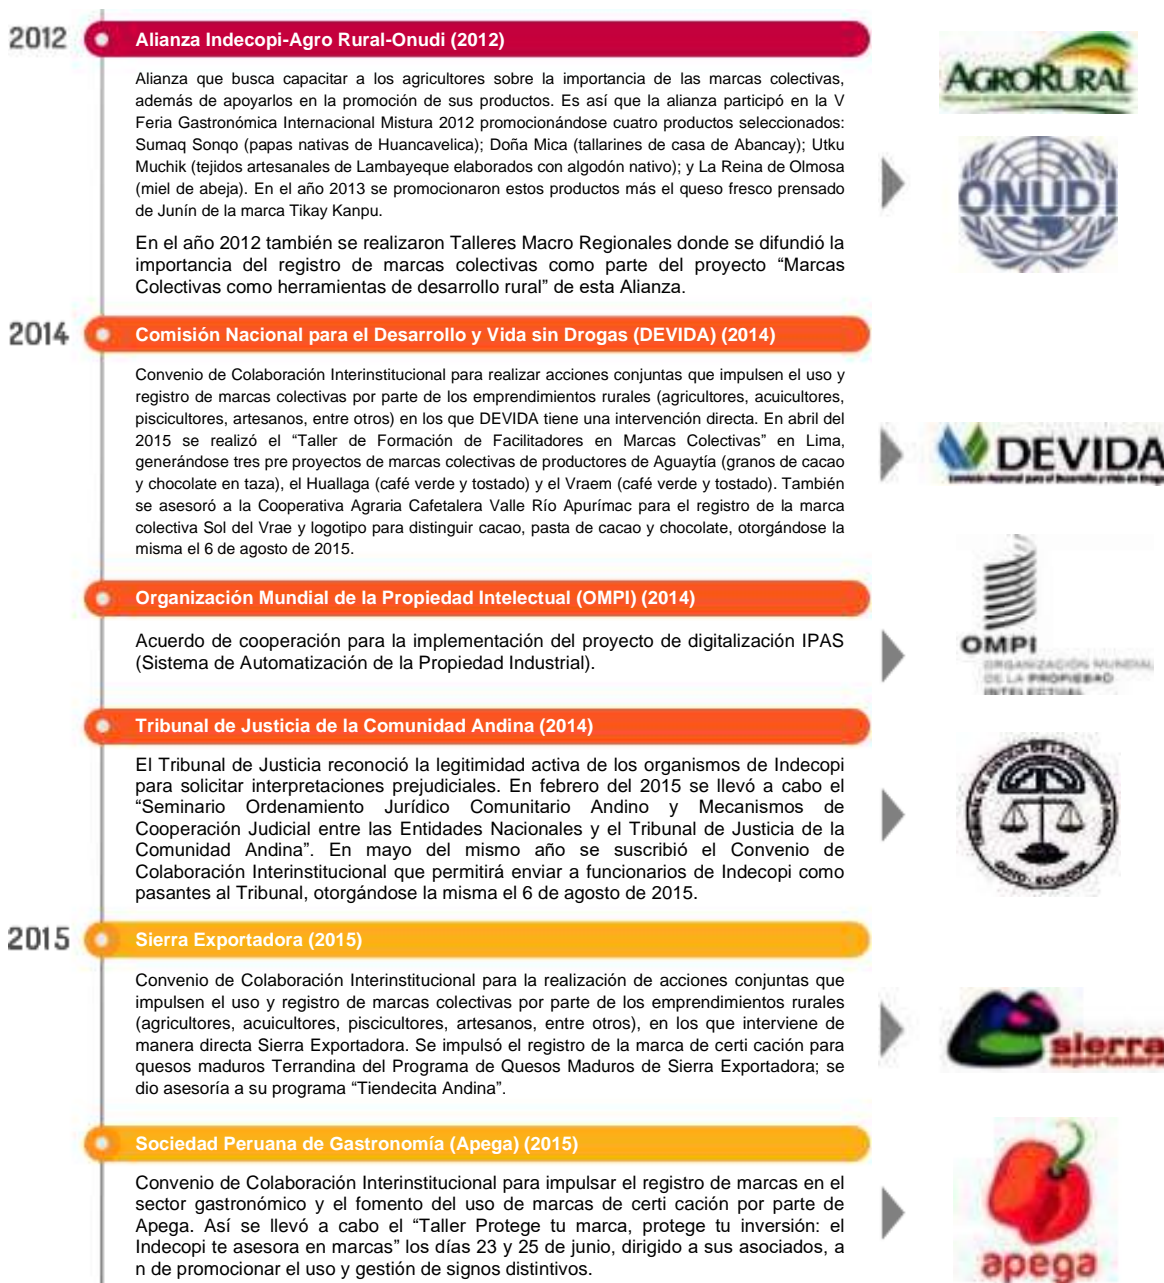 2012
Alianza Indecopi-Agro Rural-Onudi (2012)
Alianza que busca capacitar a los agricultores sobre la importancia de las marcas colectivas,
además de apoyarlos en la promoción de sus productos. Es así que la alianza participó en la V
Feria Gastronómica Internacional Mistura 2012 promocionándose cuatro productos seleccionados:
Sumaq Sonqo (papas nativas de Huancavelica); Doña Mica (tallarines de casa de Abancay); Utku
Muchik (tejidos artesanales de Lambayeque elaborados con algodón nativo); y La Reina de Olmosa
(miel de abeja). En el año 2013 se promocionaron estos productos más el queso fresco prensado
de Junín de la marca Tikay Kanpu.
En el año 2012 también se realizaron Talleres Macro Regionales donde se difundió la
importancia del registro de marcas colectivas como parte del proyecto “Marcas
Colectivas como herramientas de desarrollo rural” de esta Alianza.
AGRORURAL
ONUDI
2014
Comisión Nacional para el Desarrollo y Vida sin Drogas (DEVIDA) (2014)
Convenio de Colaboración Interinstitucional para realizar acciones conjuntas que impulsen el uso y
registro de marcas colectivas por parte de los emprendimientos rurales (agricultores, acuicultores,
piscicultores, artesanos, entre otros) en los que DEVIDA tiene una intervención directa. En abril del
2015 se realizó el “Taller de Formación de Facilitadores en Marcas Colectivas” en Lima,
generándose tres pre proyectos de marcas colectivas de productores de Aguaytía (granos de cacao
y chocolate en taza), el Huallaga (café verde y tostado) y el Vraem (café verde y tostado). También
se asesoró a la Cooperativa Agraria Cafetalera Valle Río Apurímac para el registro de la marca
colectiva Sol del Vrae y logotipo para distinguir cacao, pasta de cacao y chocolate, otorgándose la
misma el 6 de agosto de 2015.
DEVIDA
Comisión Nacional para el Desarrollo y Vida sin Drogas
Organización Mundial de la Propiedad Intelectual (OMPI) (2014)
Acuerdo de cooperación para la implementación del proyecto de digitalización IPAS
(Sistema de Automatización de la Propiedad Industrial).
OMPI
ORGANIZACIÓN MUNDIAL
DE LA PROPIEDAD
INTELECTUAL
Tribunal de Justicia de la Comunidad Andina (2014)
El Tribunal de Justicia reconoció la legitimidad activa de los organismos de Indecopi
para solicitar interpretaciones prejudiciales. En febrero del 2015 se llevó a cabo el
“Seminario Ordenamiento Jurídico Comunitario Andino y Mecanismos de
Cooperación Judicial entre las Entidades Nacionales y el Tribunal de Justicia de la
Comunidad Andina”. En mayo del mismo año se suscribió el Convenio de
Colaboración Interinstitucional que permitirá enviar a funcionarios de Indecopi como
pasantes al Tribunal, otorgándose la misma el 6 de agosto de 2015.
TRIBUNAL DE JUSTICIA DE LA COMUNIDAD ANDINA
QUITO, ECUADOR
2015
Sierra Exportadora (2015)
Convenio de Colaboración Interinstitucional para la realización de acciones conjuntas que
impulsen el uso y registro de marcas colectivas por parte de los emprendimientos rurales
(agricultores, acuicultores, piscicultores, artesanos, entre otros), en los que interviene de
manera directa Sierra Exportadora. Se impulsó el registro de la marca de certi cación para
quesos maduros Terrandina del Programa de Quesos Maduros de Sierra Exportadora; se
dio asesoría a su programa “Tiendecita Andina”.
sierra
exportadora
Sociedad Peruana de Gastronomía (Apega) (2015)
Convenio de Colaboración Interinstitucional para impulsar el registro de marcas en el
sector gastronómico y el fomento del uso de marcas de certi cación por parte de
Apega. Así se llevó a cabo el “Taller Protege tu marca, protege tu inversión: el
Indecopi te asesora en marcas” los días 23 y 25 de junio, dirigido a sus asociados, a
n de promocionar el uso y gestión de signos distintivos.
apega